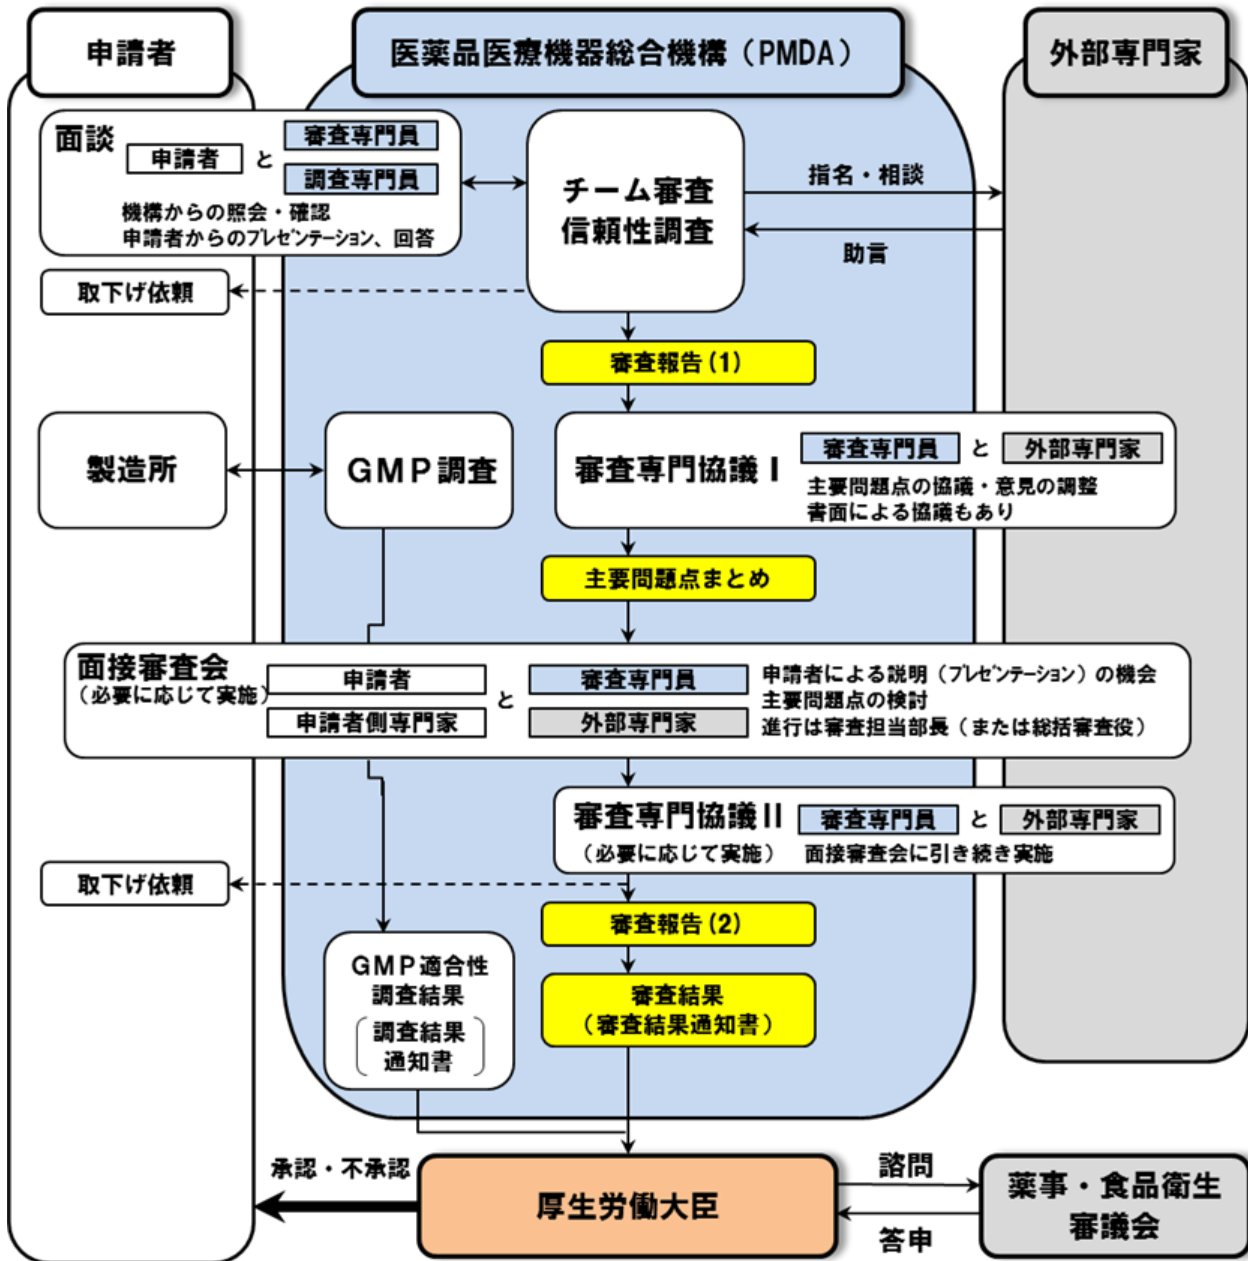 申請者
医薬品医療機器総合機構（PMDA）
外部専門家
面談
申請者
と
審査専門員
調査専門員
機構からの照会・確認
申請者からのﾌﾟﾚｾﾞﾝﾃｰｼｮﾝ、回答
チーム審査
信頼性調査
指名・相談
助言
取下げ依頼
審査報告(1)
製造所
ＧＭＰ調査
審査専門協議Ⅰ
審査専門員
と
外部専門家
主要問題点の協議・意見の調整
書面による協議もあり
主要問題点まとめ
面接審査会
（必要に応じて実施）
申請者
申請者側専門家
と
審査専門員
外部専門家
申請者による説明（ﾌﾟﾚｾﾞﾝﾃｰｼｮﾝ）の機会
主要問題点の検討
進行は審査担当部長（または総括審査役）
審査専門協議Ⅱ
審査専門員
と
外部専門家
（必要に応じて実施）
面接審査会に引き続き実施
取下げ依頼
審査報告(2)
ＧＭＰ適合性
調査結果
調査結果
通知書
審査結果
（審査結果通知書）
承認・不承認
厚生労働大臣
諮問
答申
薬事・食品衛生
審議会